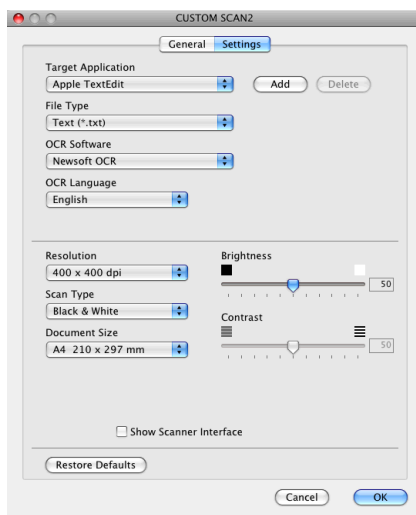 CUSTOM SCAN2
General Settings
Target Application
Apple TextEdit Add Delete
File Type
Text (*.txt)
OCR Software
Newsoft OCR
OCR Language
English
Resolution
400 x 400 dpi
Scan Type
Black & White
Document Size
A4 210 x 297 mm
Brightness
50
Contrast
50
Show Scanner Interface
Restore Defaults
Cancel OK